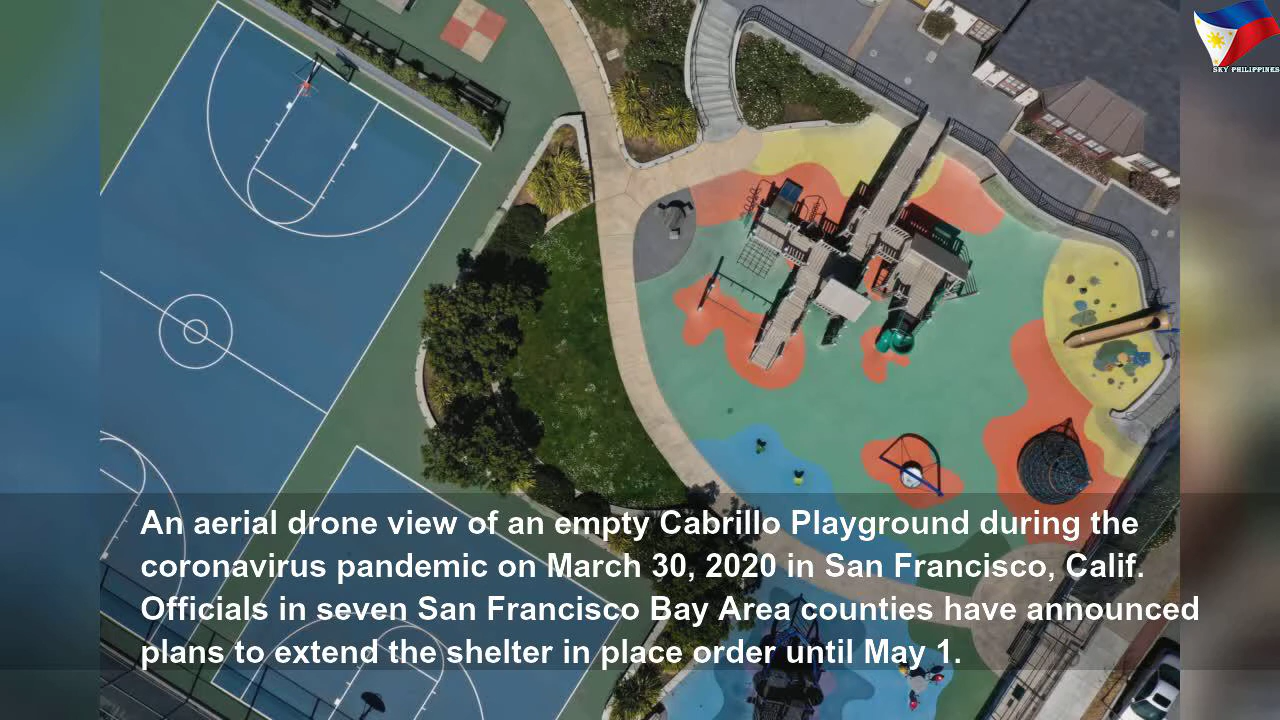 SKY PHILIPPINES
An aerial drone view of an empty Cabrillo Playground during the
coronavirus pandemic on March 30, 2020 in San Francisco, Calif.
Officials in seven San Francisco Bay Area counties have announced
plans to extend the shelter in place order until May 1.